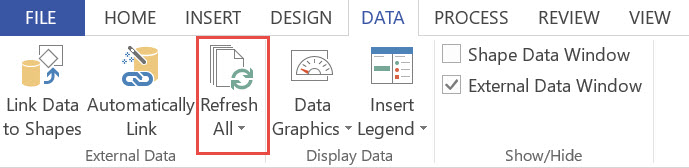 FILE HOME INSERT DESIGN DATA PROCESS REVIEW VIEW
Link Data
to Shapes
Automatically
Link
Refresh
All
Data
Graphics
Insert
Legend
Shape Data Window
External Data Window
External Data
Display Data
Show/Hide